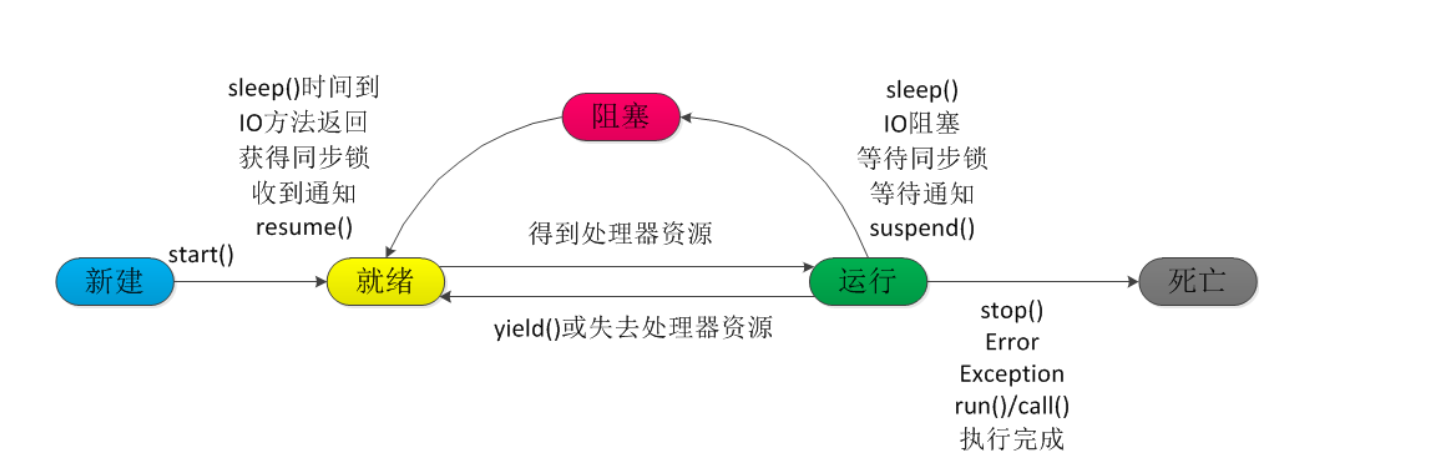 sleep()时间到
IO方法返回
获得同步锁
收到通知
resume()
阻塞
sleep()
IO阻塞
等待同步锁
等待通知
suspend()
start()
得到处理器资源
新建
就绪
运行
死亡
yield()或失去处理器资源
stop()
Error
Exception
run()/call()
执行完成